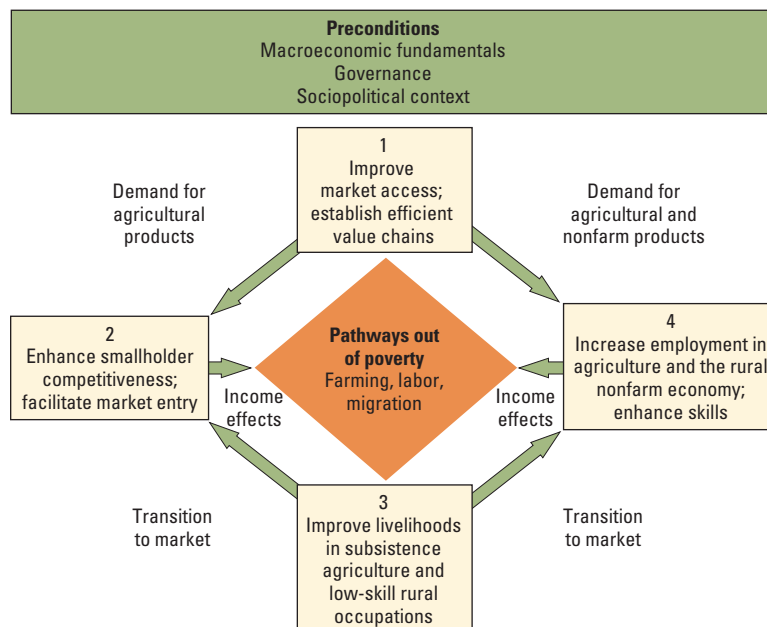 Preconditions
Macroeconomic fundamentals
Governance
Sociopolitical context
1
Improve
market access;
establish efficient
value chains
Demand for
agricultural
products
Demand for
agricultural and
nonfarm products
2
Enhance smallholder
competitiveness;
facilitate market entry
Pathways out
of poverty
Farming, labor,
migration
4
Increase employment in
agriculture and the rural
nonfarm economy;
enhance skills
Income
effects
Income
effects
Transition
to market
3
Improve livelihoods
in subsistence
agriculture and
low-skill rural
occupations
Transition
to market